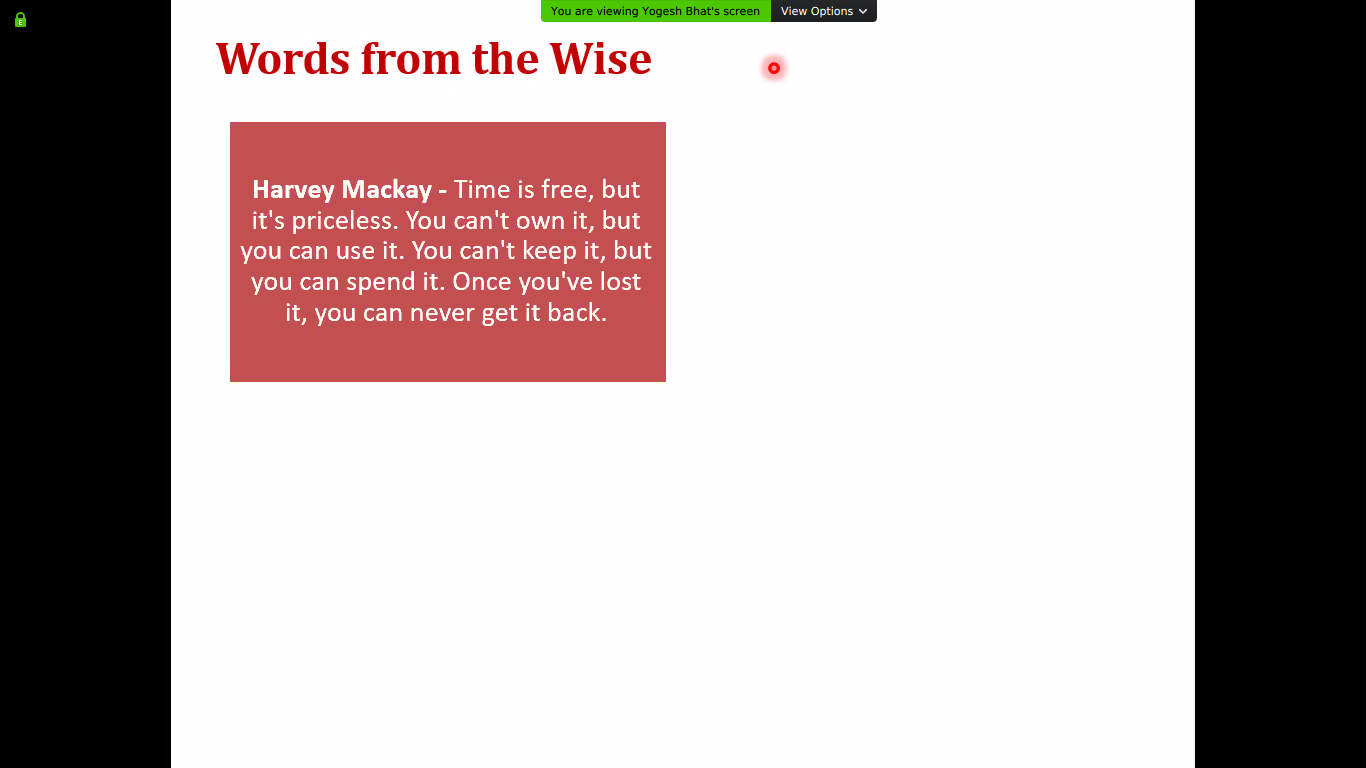 You are viewing Yogesh Bhat's screen
View Options
Words from the Wise
Harvey Mackay - Time is free, but
it's priceless. You can't own it, but
you can use it. You can't keep it, but
you can spend it. Once you've lost
it, you can never get it back.